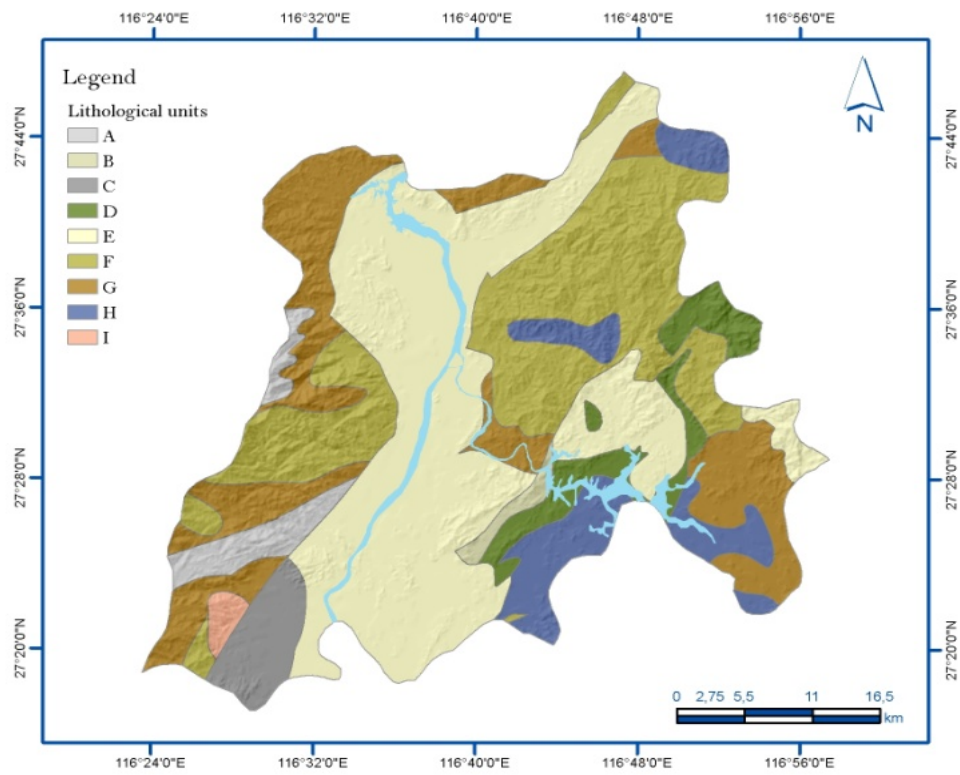 116°24'0"E 116°32'0"E 116°40'0"E 116°48'0"E 116°56'0"E
Legend
Lithological units
A
B
C
D
E
F
G
H
I
N
27°44'0"N 27°44'0"N
27°36'0"N 27°36'0"N
27°28'0"N 27°28'0"N
27°20'0"N 27°20'0"N
0 2,75 5,5 11 16,5
km
116°24'0"E 116°32'0"E 116°40'0"E 116°48'0"E 116°56'0"E